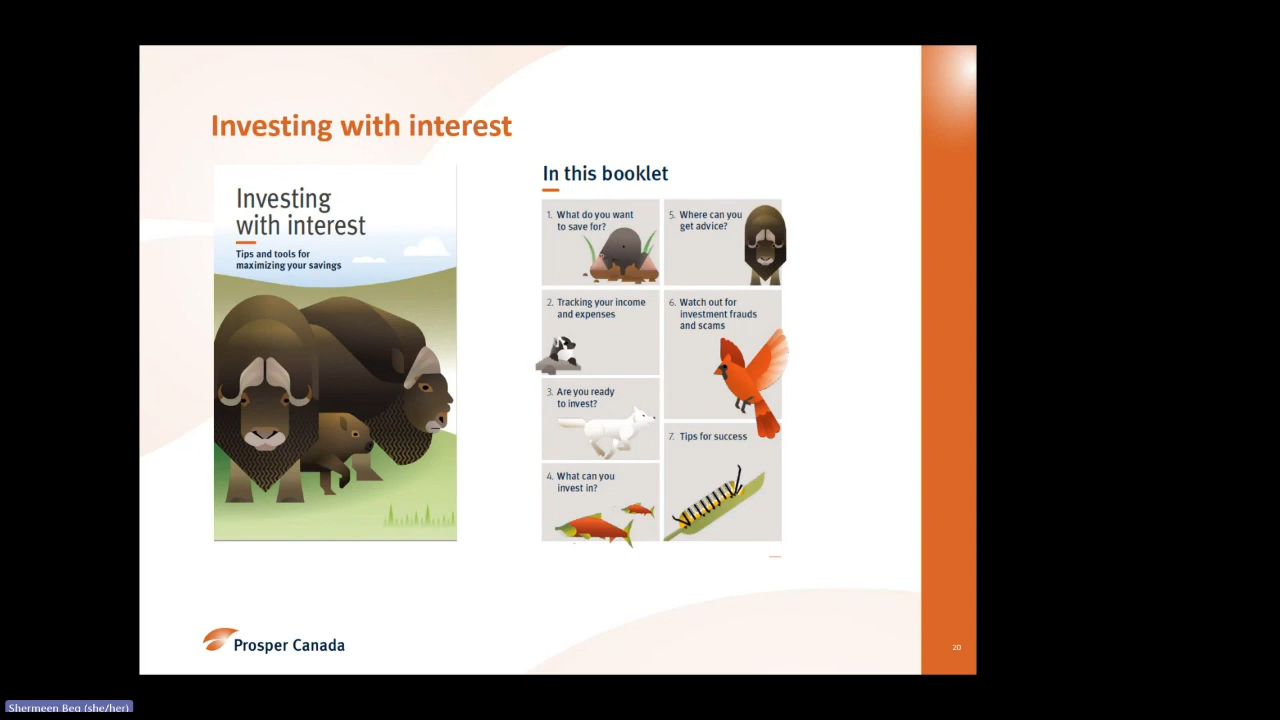 Investing with interest
Investing
with interest
Tips and tools for
maximizing your savings
In this booklet
1. What do you want
to save for?
2. Tracking your income
and expenses
3. Are you ready
to invest?
4. What can you
invest in?
5. Where can you
get advice?
6. Watch out for
investment frauds
and scams
7. Tips for success
Prosper Canada
20
Shermeen Beg (she/her)